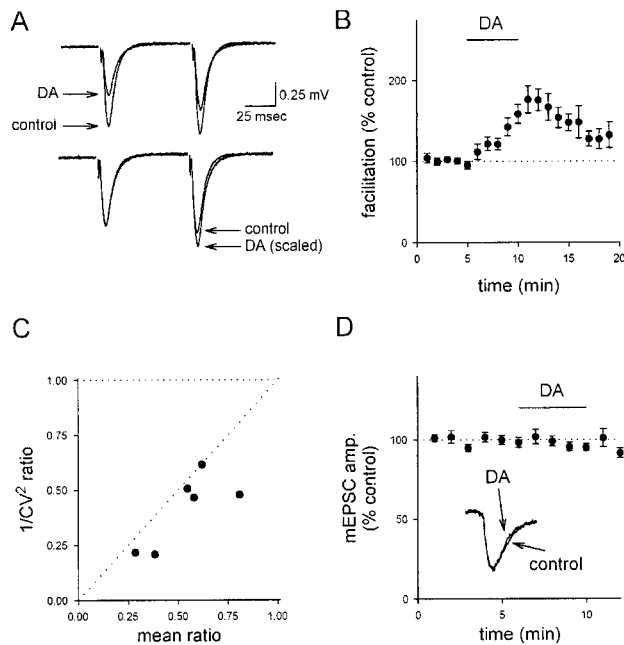 A
DA
control
0.25 mV
25 msec
control
DA (scaled)
B
DA
facilitation (% control)
200
100
0
0 5 10 15 20
time (min)
C
1/CV² ratio
1.00
0.75
0.50
0.25
0.00
0.00 0.25 0.50 0.75 1.00
mean ratio
D
DA
mEPSC amp.
(% control)
100
50
0
DA
control
0 5 10
time (min)